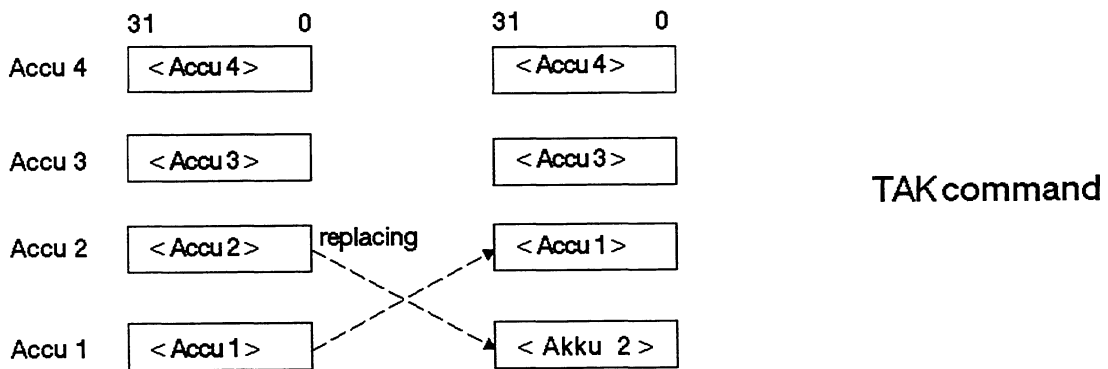 31 0 31 0
Accu 4 <Accu 4> <Accu 4>
Accu 3 <Accu 3> <Accu 3>
TAK command
Accu 2 <Accu 2> replacing <Accu 1>
Accu 1 <Accu 1> < Akku 2 >